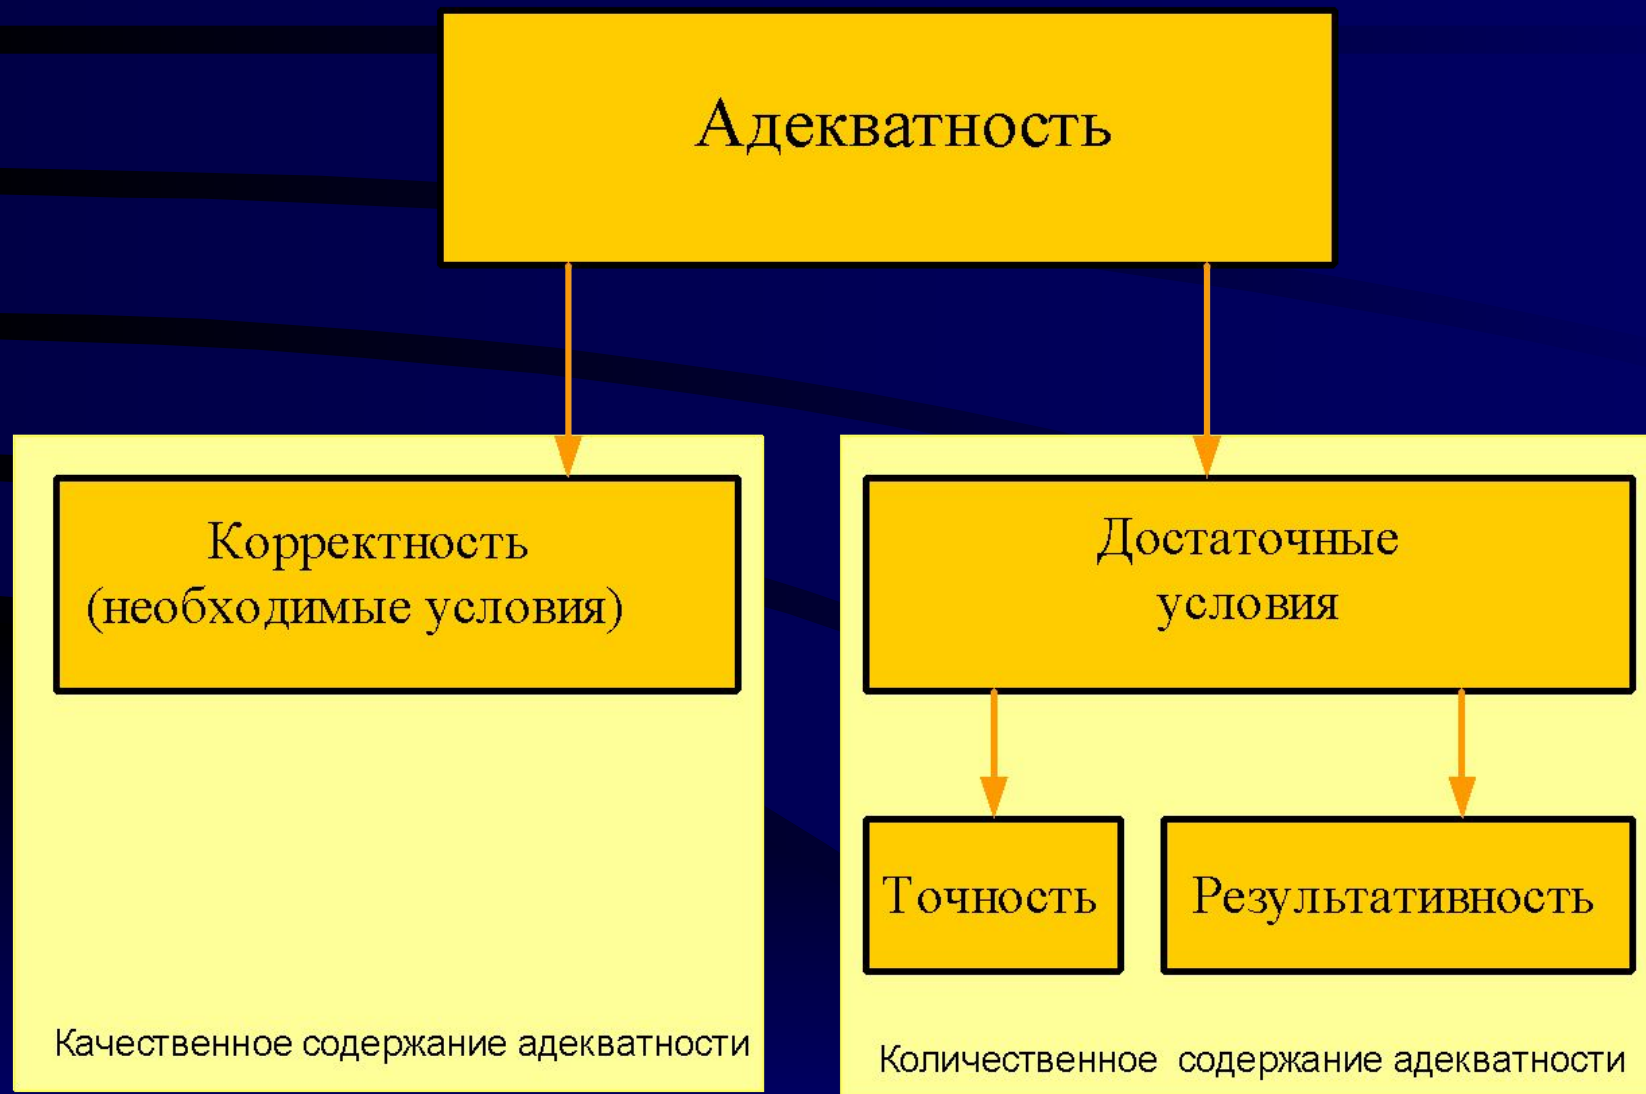 Адекватность
Корректность
(необходимые условия)
Качественное содержание адекватности
Достаточные
условия
Точность
Результативность
Количественное содержание адекватности